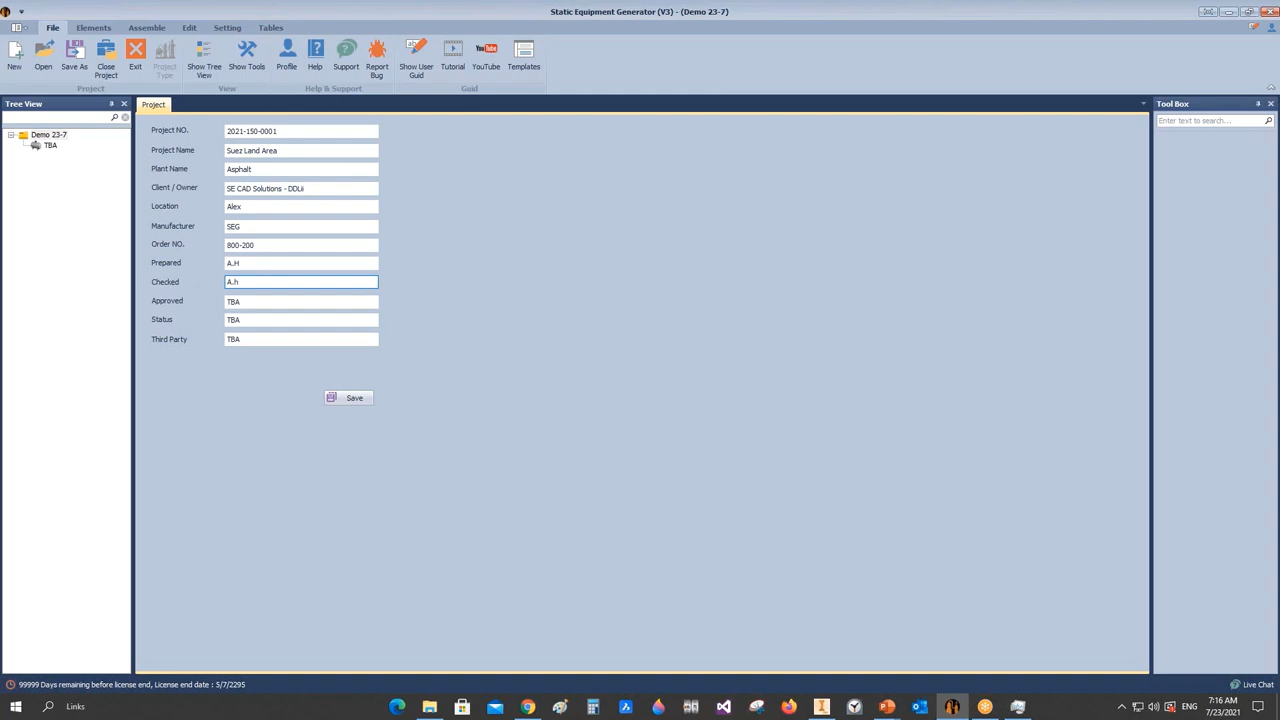 Static Equipment Generator (V3) - (Demo 23-7)
File Elements Assemble Edit Setting Tables
New Open Save As Close Project Exit Project Type Show Tree View Show Tools Profile Help Support Report Bug Show User Guid Tutorial YouTube Templates
Project View Help & Support Guid
Tree View
Project
Tool Box
Enter text to search...
Demo 23-7
TBA
Project NO. 2021-150-0001
Project Name Suez Land Area
Plant Name Asphalt
Client / Owner SE CAD Solutions - DDLii
Location Alex
Manufacturer SEG
Order NO. 800-200
Prepared A.H
Checked A.h
Approved TBA
Status TBA
Third Party TBA
Save
99999 Days remaining before license end, License end date : 5/7/2295
Live Chat
Links
7:16 AM
7/23/2021